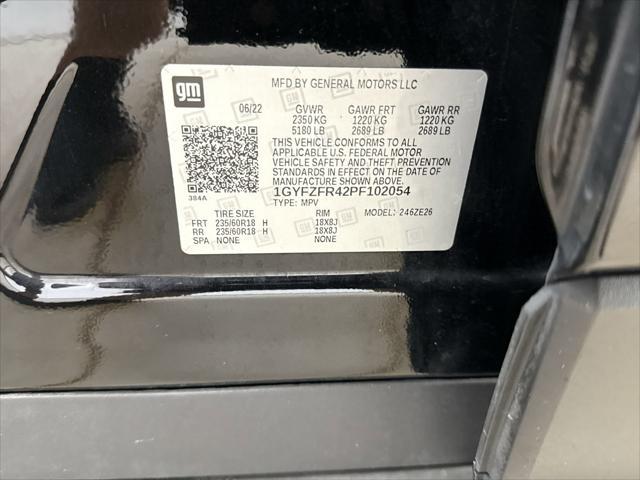 gm
MFD BY GENERAL MOTORS LLC
06/22 GVWR GAWR FRT GAWR RR
2350 KG 1220 KG 1220 KG
5180 LB 2689 LB 2689 LB
THIS VEHICLE CONFORMS TO ALL
APPLICABLE U.S. FEDERAL MOTOR
VEHICLE SAFETY AND THEFT PREVENTION
STANDARDS IN EFFECT ON THE DATE OF
MANUFACTURE SHOWN ABOVE.
1GYFZFR42PF102054
384A TYPE: MPV
TIRE SIZE RIM MODEL: 246ZE26
FRT 235/60R18 H 18X8J
RR 235/60R18 H 18X8J
SPA NONE NONE